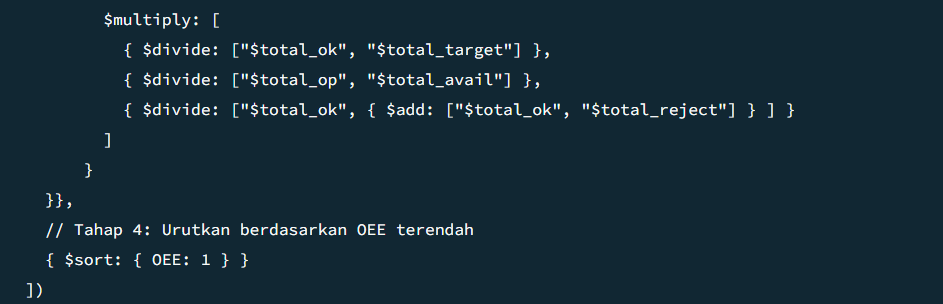 $multiply: [
{ $divide: ["$total_ok", "$total_target"] },
{ $divide: ["$total_op", "$total_avail"] },
{ $divide: ["$total_ok", { $add: ["$total_ok", "$total_reject"] } ] }
]
}
}},
// Tahap 4: Urutkan berdasarkan OEE terendah
{ $sort: { OEE: 1 } }
])